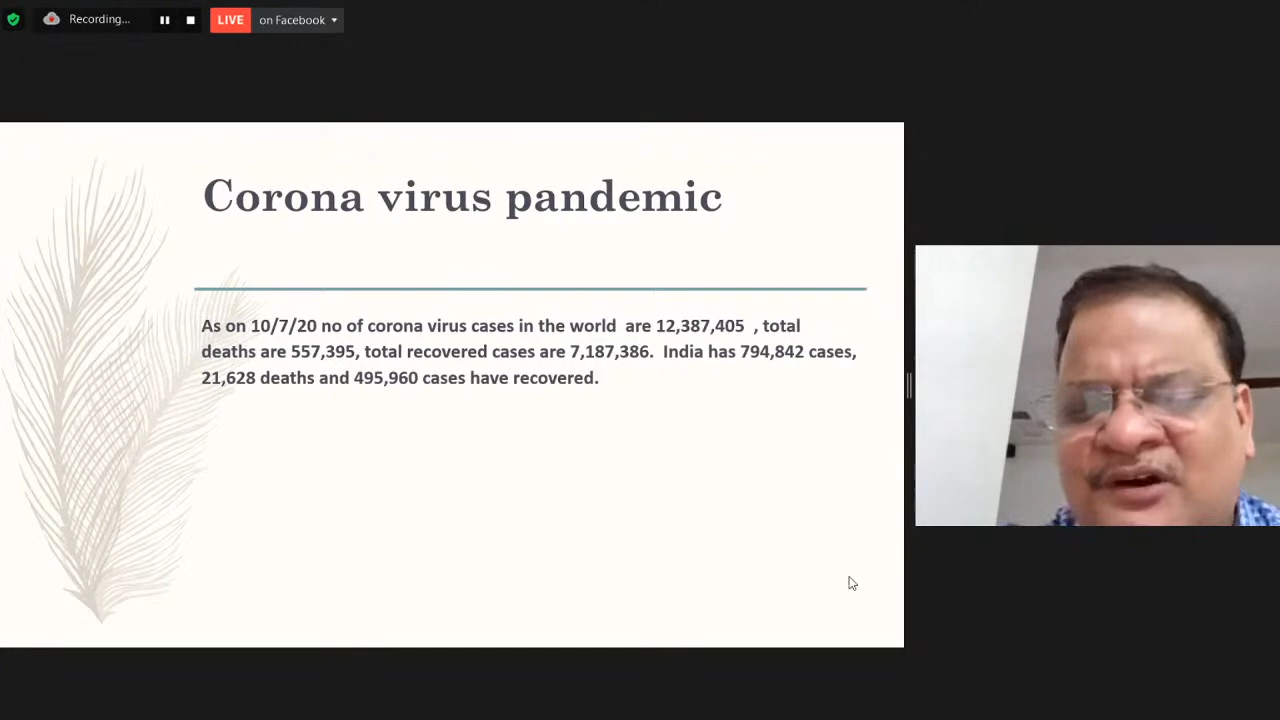 Recording...
LIVE on Facebook
Corona virus pandemic
As on 10/7/20 no of corona virus cases in the world  are 12,387,405  , total
deaths are 557,395, total recovered cases are 7,187,386.  India has 794,842 cases,
21,628 deaths and 495,960 cases have recovered.